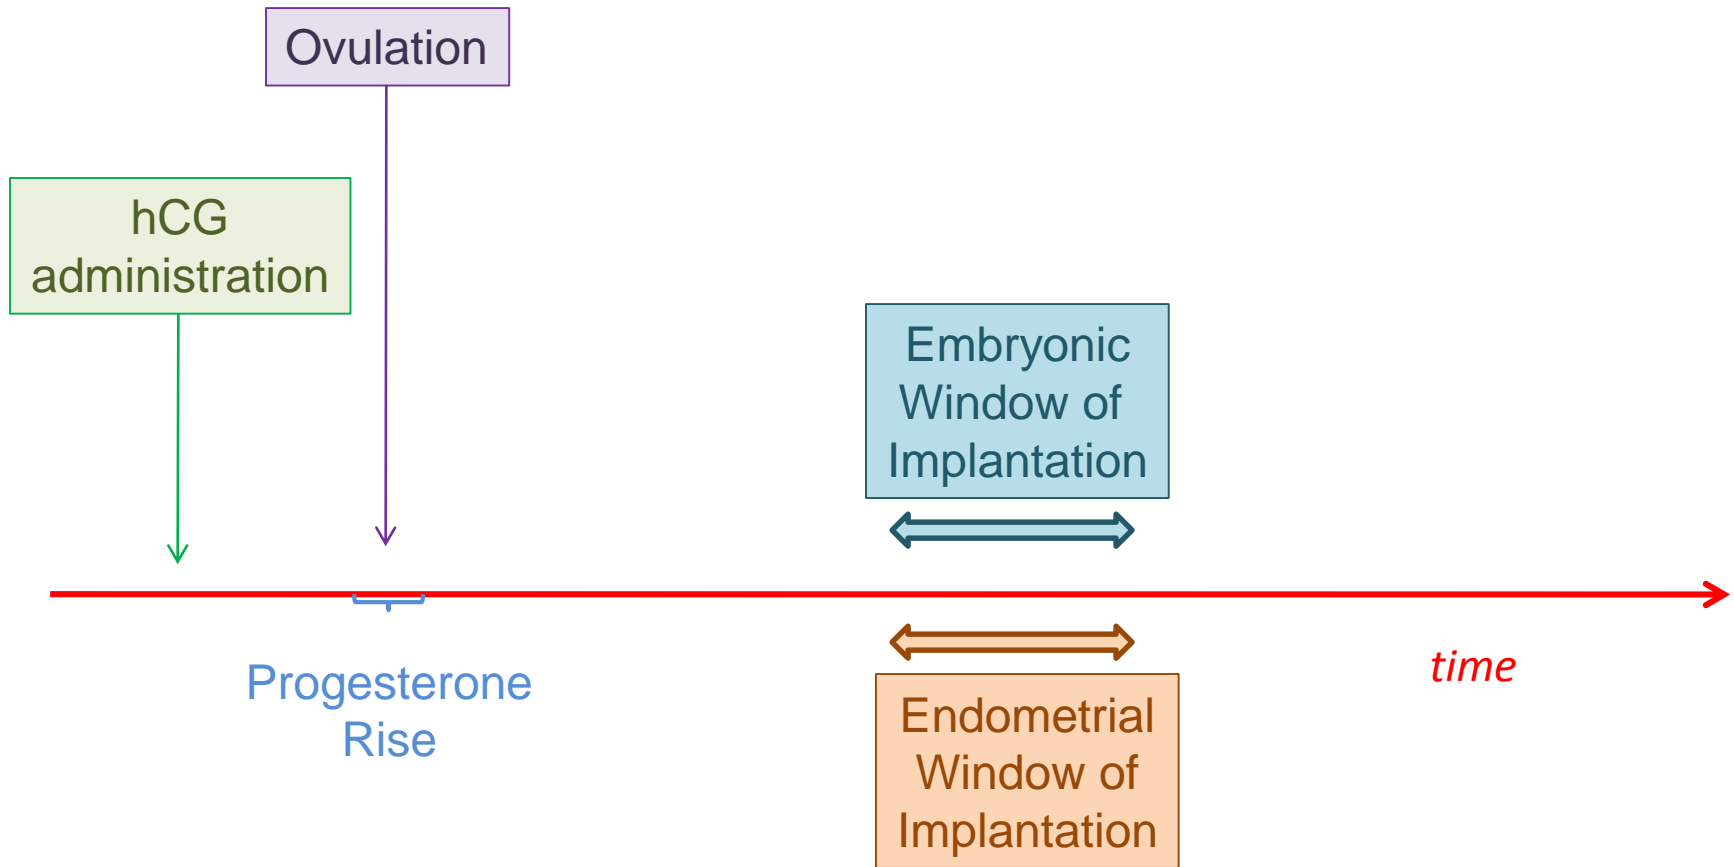 Ovulation
hCG
administration
Embryonic
Window of
Implantation
Progesterone
Rise
time
Endometrial
Window of
Implantation